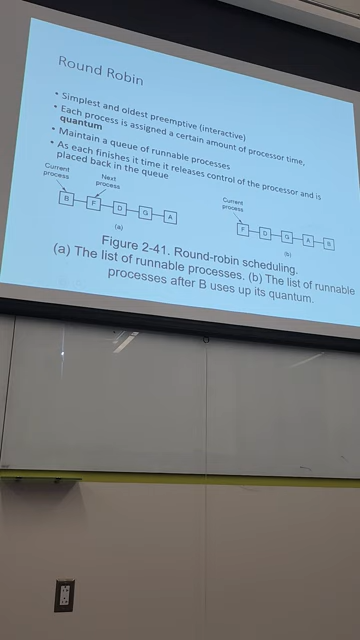 Round Robin
• Simplest and oldest preemptive (interactive)
• Each process is assigned a certain amount of processor time,
quantum
• Maintain a queue of runnable processes
• As each finishes it time it releases control of the processor and is
placed back in the queue
Current
process
Next
process
B F D G A
(a)
Current
process
F D G A B
(b)
Figure 2-41. Round-robin scheduling.
(a) The list of runnable processes. (b) The list of runnable
processes after B uses up its quantum.